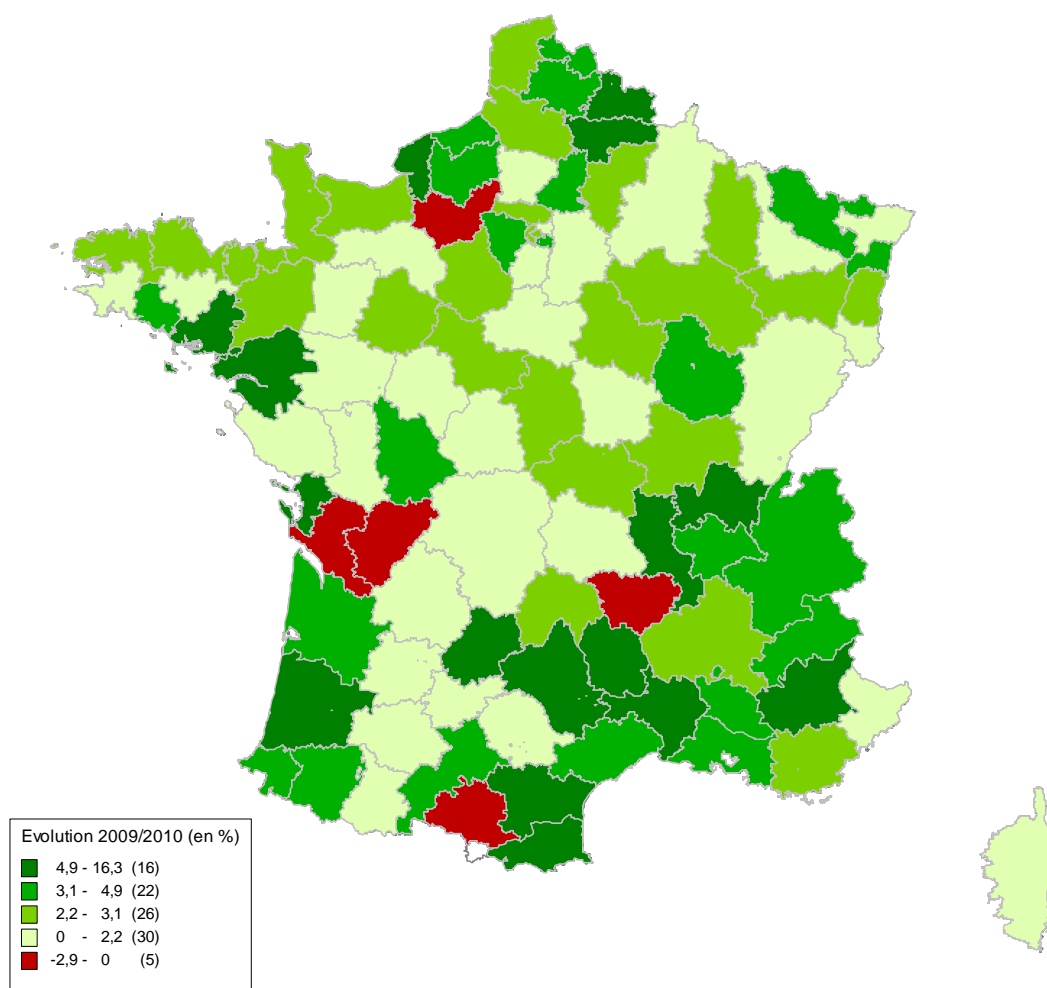 Evolution 2009/2010 (en %)
4,9 - 16,3 (16)
3,1 - 4,9 (22)
2,2 - 3,1 (26)
0 - 2,2 (30)
-2,9 - 0 (5)